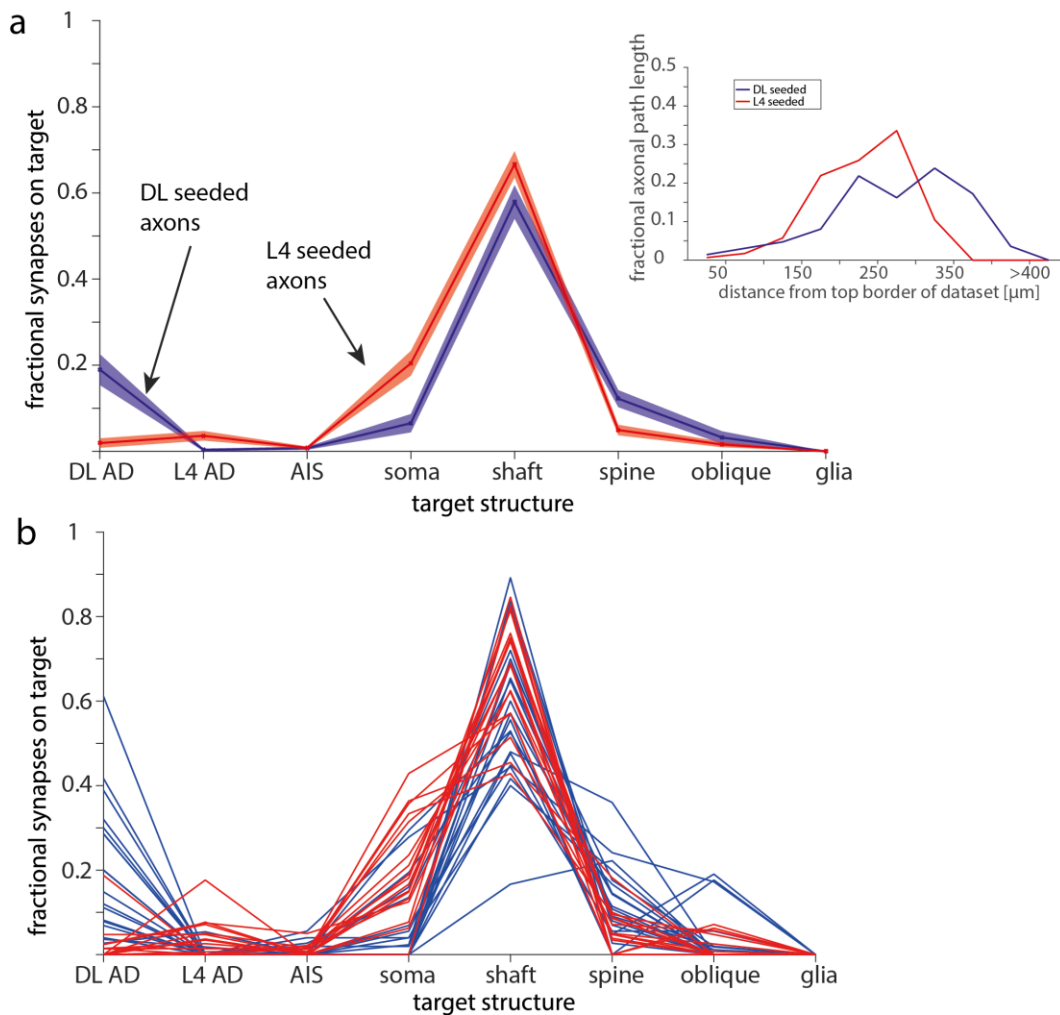 a
fractional synapses on target
1
0.8
0.6
0.4
0.2
DL seeded
axons
L4 seeded
axons
DL AD L4 AD AIS soma shaft spine oblique glia
target structure
fractional axonal path length
0.5
0.4
0.3
0.2
0.1
0
DL seeded
L4 seeded
50 150 250 350 >400
distance from top border of dataset [µm]
b
fractional synapses on target
1
0.8
0.6
0.4
0.2
DL AD L4 AD AIS soma shaft spine oblique glia
target structure